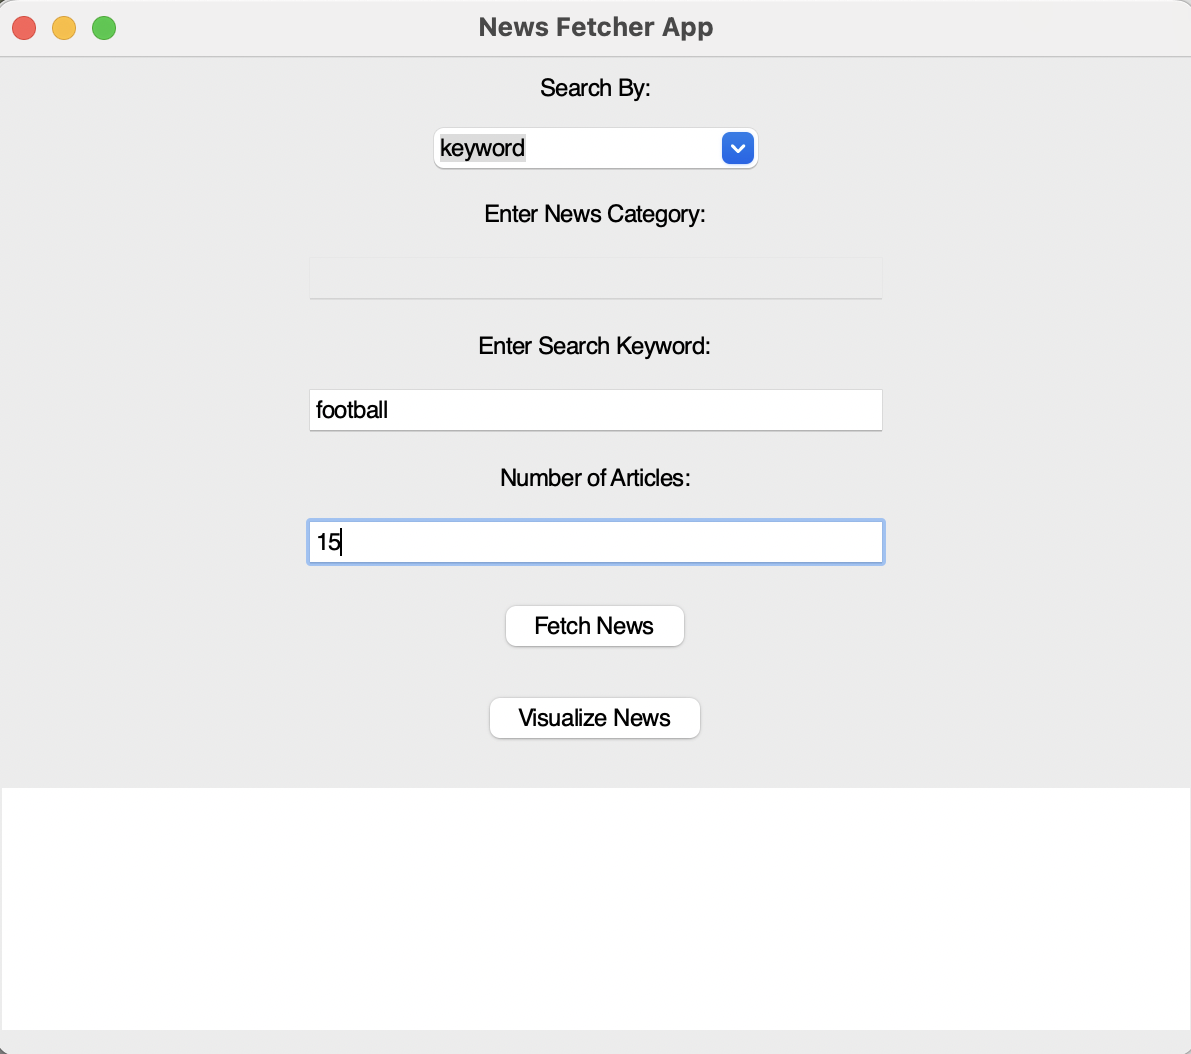 News Fetcher App
Search By:
keyword
Enter News Category:
Enter Search Keyword:
football
Number of Articles:
15
Fetch News
Visualize News